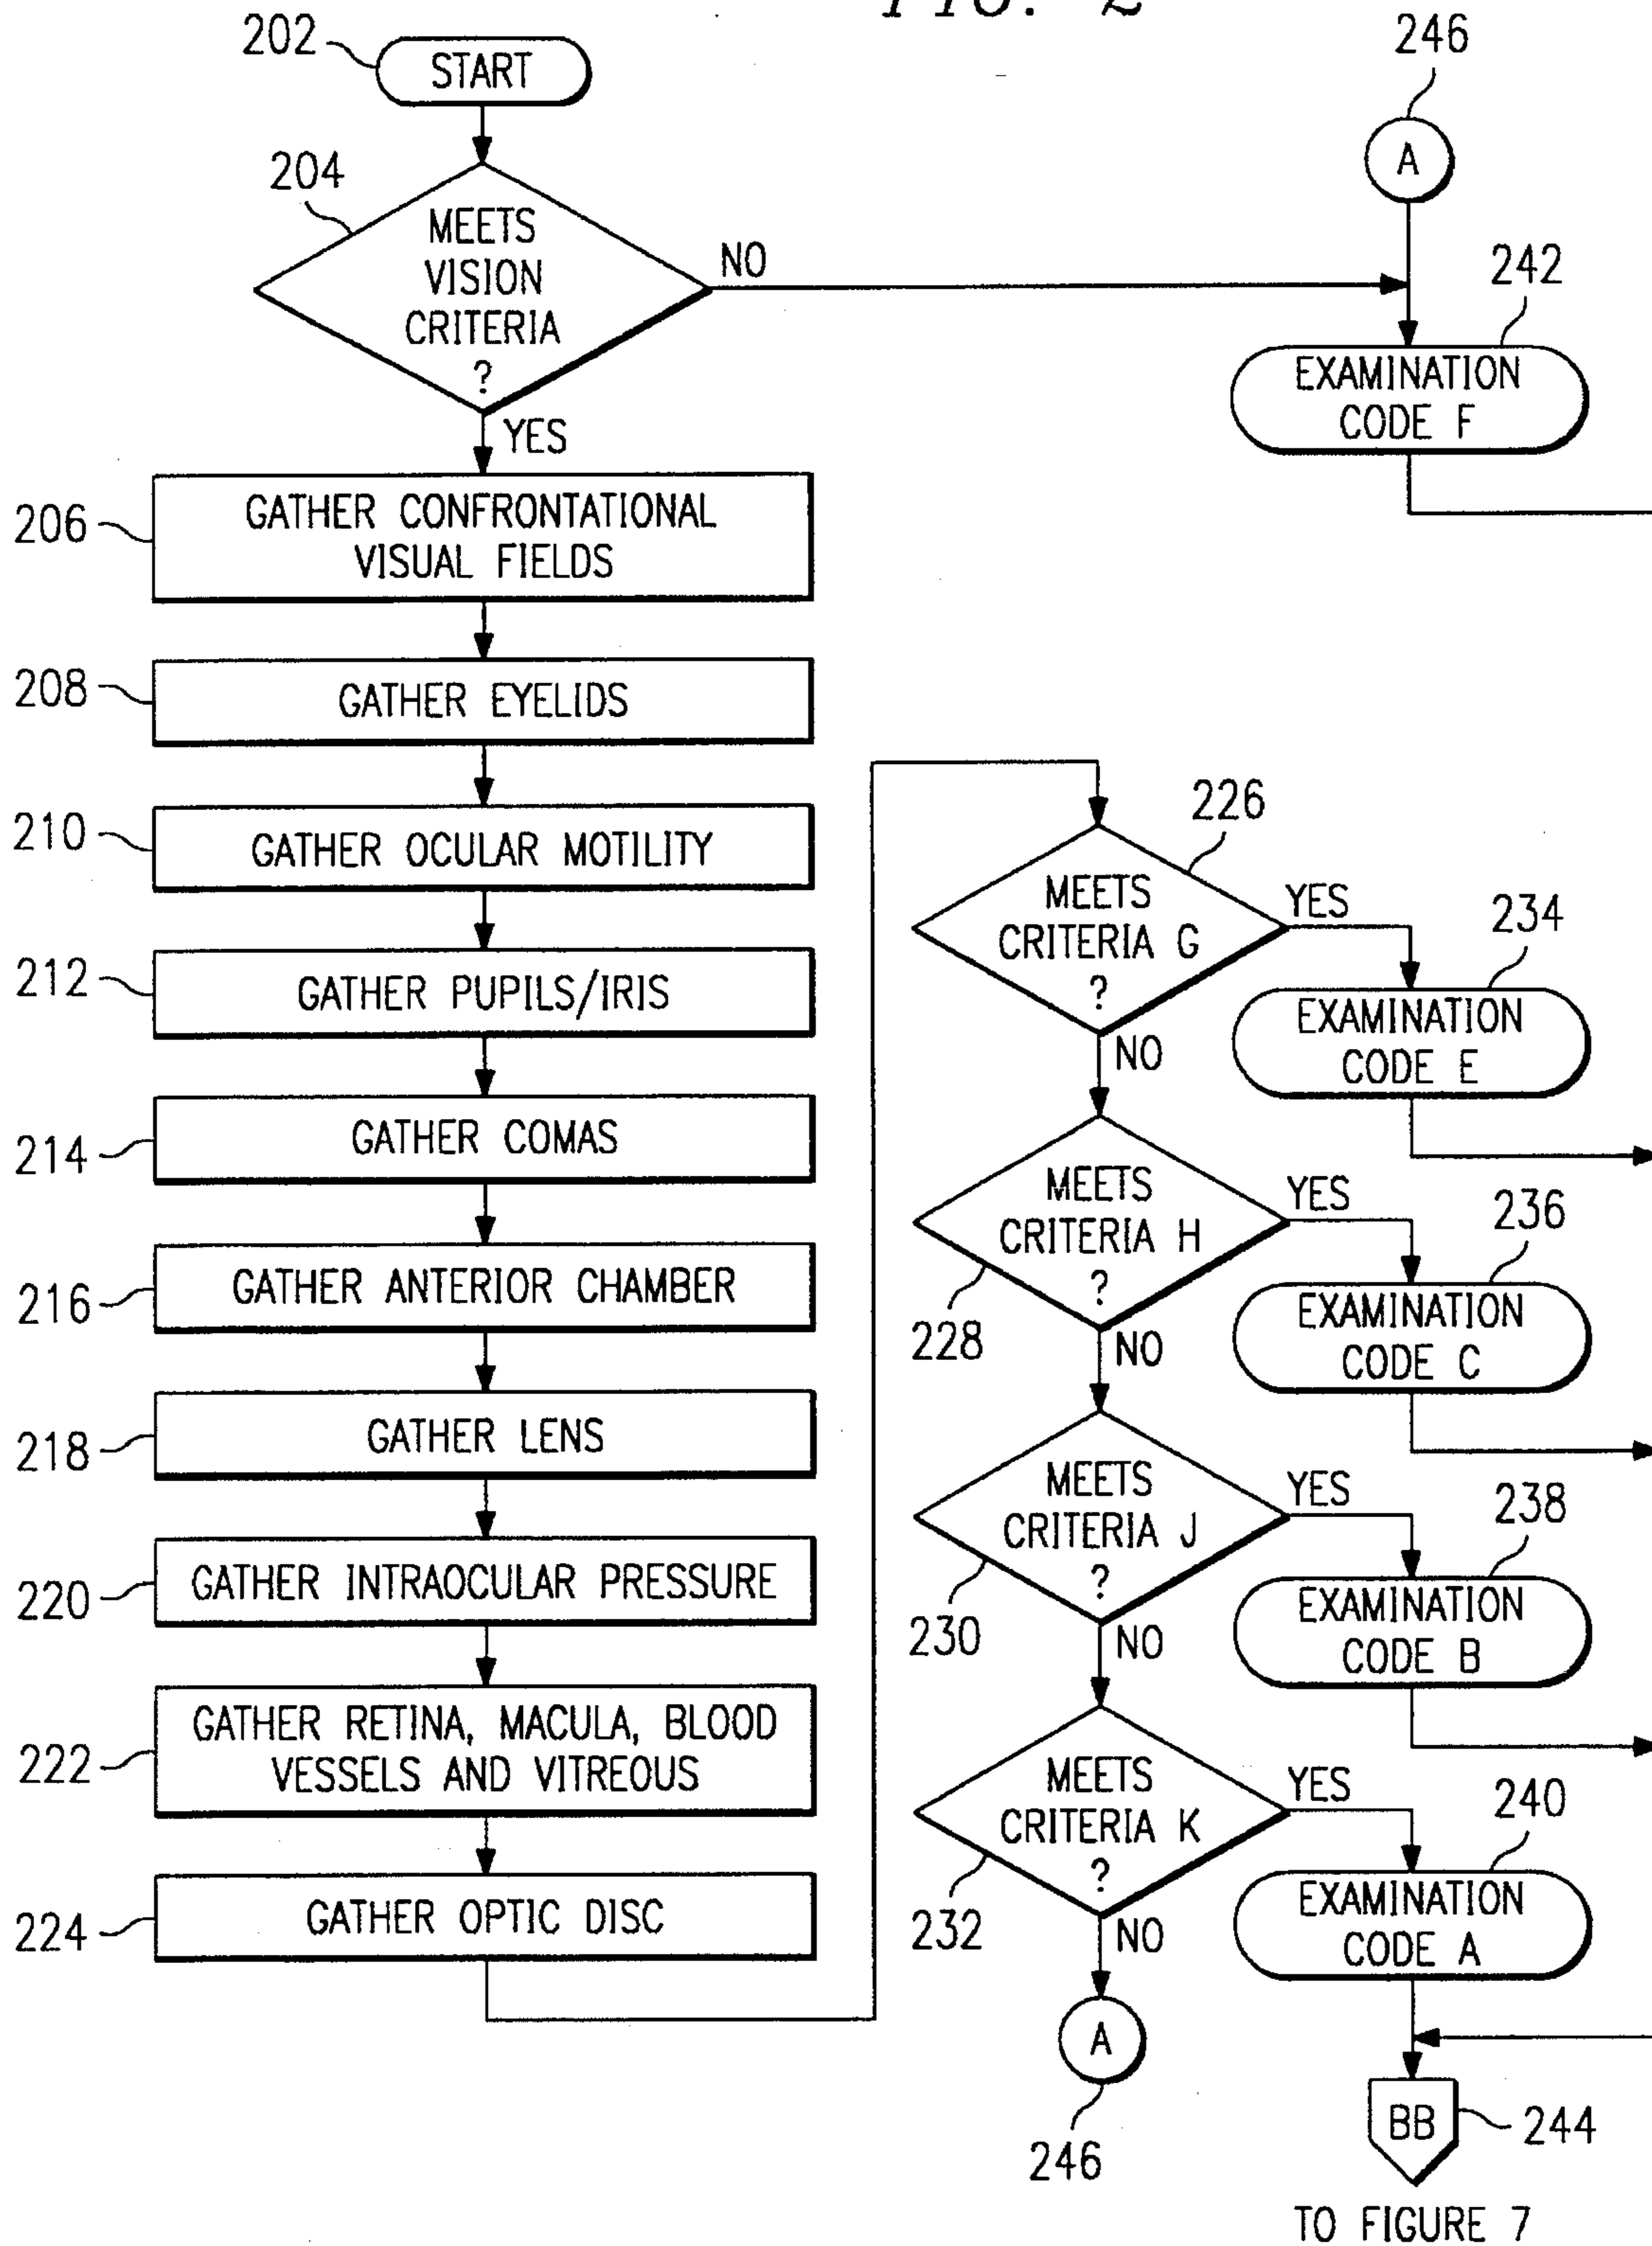 FIG. 2
202
START
204
MEETS
VISION
CRITERIA
?
NO
YES
206
GATHER CONFRONTATIONAL
VISUAL FIELDS
208
GATHER EYELIDS
210
GATHER OCULAR MOTILITY
212
GATHER PUPILS/IRIS
214
GATHER COMAS
216
GATHER ANTERIOR CHAMBER
218
GATHER LENS
220
GATHER INTRAOCULAR PRESSURE
222
GATHER RETINA, MACULA, BLOOD
VESSELS AND VITREOUS
224
GATHER OPTIC DISC
246
A
242
EXAMINATION
CODE F
226
MEETS
CRITERIA G
?
YES
NO
234
EXAMINATION
CODE E
228
MEETS
CRITERIA H
?
YES
NO
236
EXAMINATION
CODE C
230
MEETS
CRITERIA J
?
YES
NO
238
EXAMINATION
CODE B
232
MEETS
CRITERIA K
?
YES
NO
240
EXAMINATION
CODE A
A
246
BB
244
TO FIGURE 7